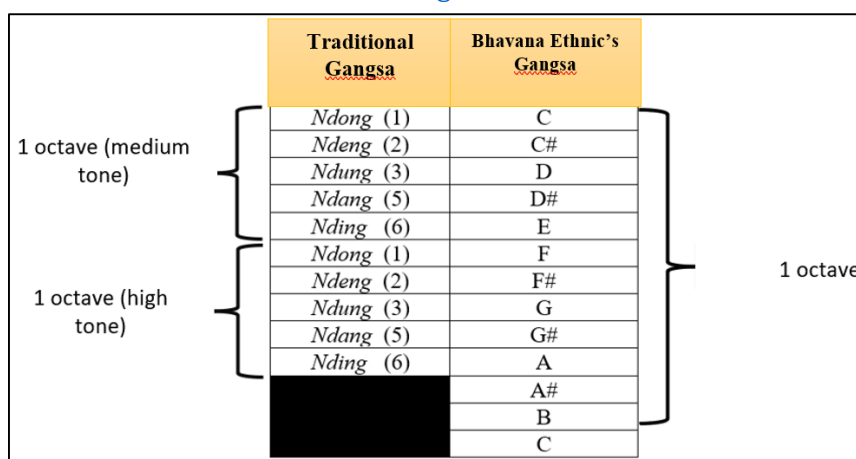 Traditional Gangsa
Bhavana Ethnic's Gangsa
1 octave (medium tone)
1 octave (high tone)
Ndong (1) C
Ndeng (2) C#
Ndung (3) D
Ndang (5) D#
Nding (6) E
Ndong (1) F
Ndeng (2) F#
Ndung (3) G
Ndang (5) G#
Nding (6) A
A#
B
C
1 octave